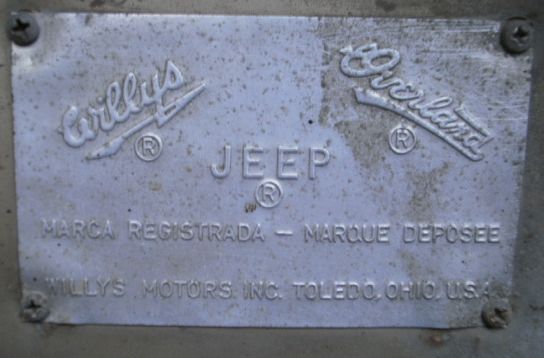 Willys ® Overland ®
JEEP
®
MARCA REGISTRADA – MARQUE DEPOSEE
WILLYS MOTORS. INC. TOLEDO, OHIO, U.S.A.